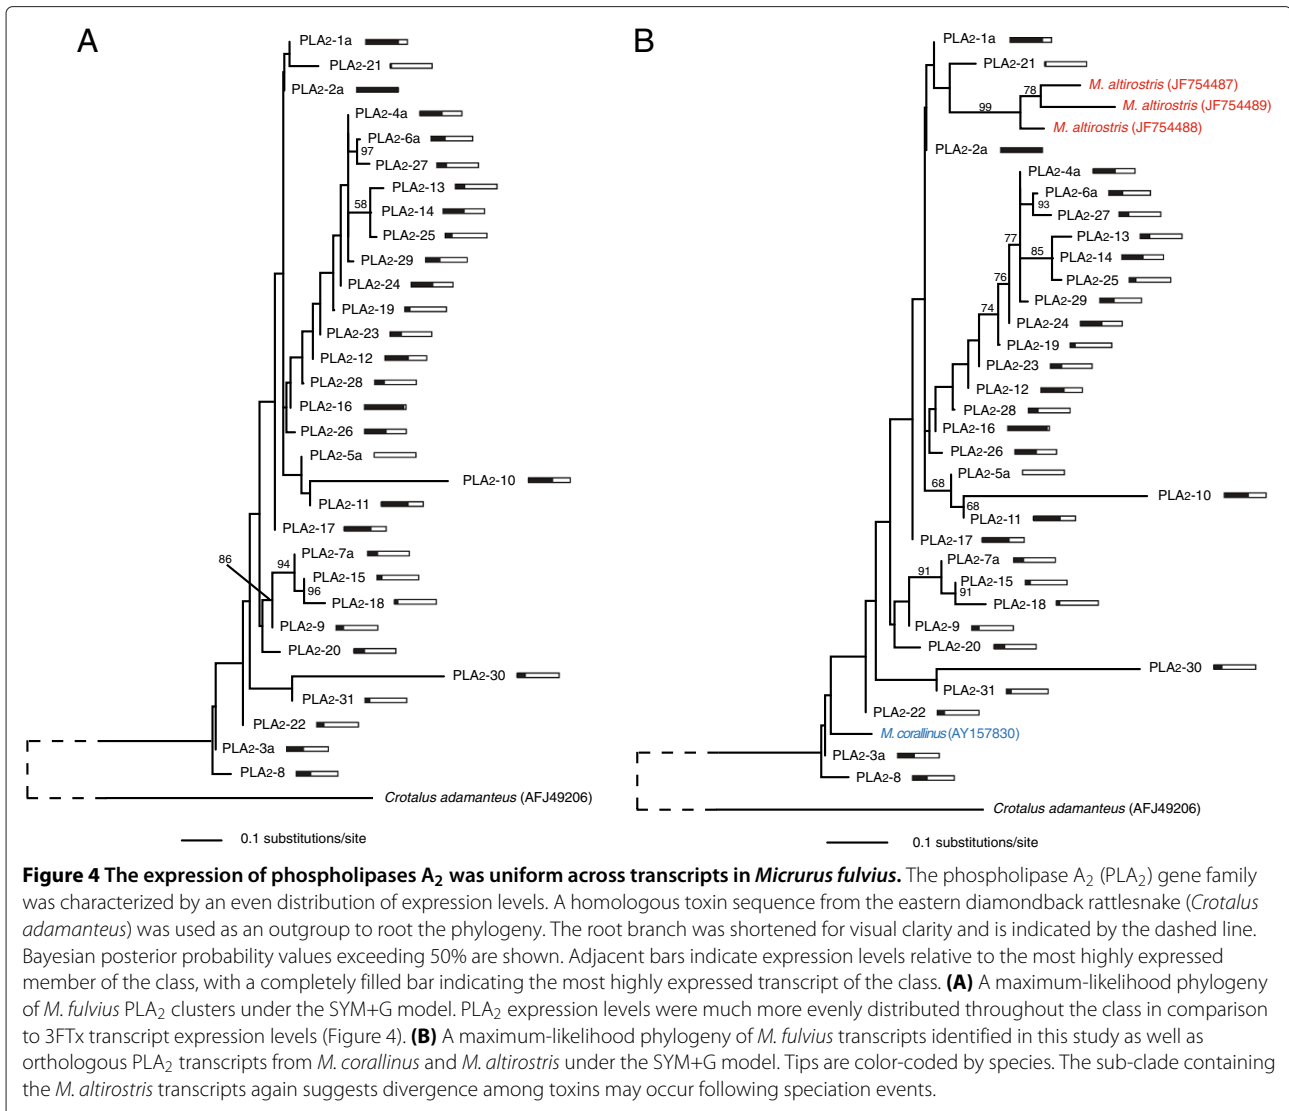 A
PLA2-1a
PLA2-21
PLA2-2a
PLA2-4a
PLA2-6a
97
PLA2-27
PLA2-13
58
PLA2-14
PLA2-25
PLA2-29
PLA2-24
PLA2-19
PLA2-23
PLA2-12
PLA2-28
PLA2-16
PLA2-26
PLA2-5a
PLA2-10
PLA2-11
PLA2-17
86
PLA2-7a
94
PLA2-15
96
PLA2-18
PLA2-9
PLA2-20
PLA2-30
PLA2-31
PLA2-22
PLA2-3a
PLA2-8
Crotalus adamanteus (AFJ49206)
0.1 substitutions/site
B
PLA2-1a
PLA2-21
M. altirostris (JF754487)
78
99
M. altirostris (JF754489)
M. altirostris (JF754488)
PLA2-2a
PLA2-4a
PLA2-6a
93
PLA2-27
77
PLA2-13
85
PLA2-14
76
PLA2-25
PLA2-29
74
PLA2-24
PLA2-19
PLA2-23
PLA2-12
PLA2-28
PLA2-16
PLA2-26
PLA2-5a
68
PLA2-10
68
PLA2-11
PLA2-17
PLA2-7a
91
PLA2-15
91
PLA2-18
PLA2-9
PLA2-20
PLA2-30
PLA2-31
PLA2-22
M. corallinus (AY157830)
PLA2-3a
PLA2-8
Crotalus adamanteus (AFJ49206)
0.1 substitutions/site
Figure 4 The expression of phospholipases A2 was uniform across transcripts in Micrurus fulvius. The phospholipase A2 (PLA2) gene family
was characterized by an even distribution of expression levels. A homologous toxin sequence from the eastern diamondback rattlesnake (Crotalus
adamanteus) was used as an outgroup to root the phylogeny. The root branch was shortened for visual clarity and is indicated by the dashed line.
Bayesian posterior probability values exceeding 50% are shown. Adjacent bars indicate expression levels relative to the most highly expressed
member of the class, with a completely filled bar indicating the most highly expressed transcript of the class. (A) A maximum-likelihood phylogeny
of M. fulvius PLA2 clusters under the SYM+G model. PLA2 expression levels were much more evenly distributed throughout the class in comparison
to 3FTx transcript expression levels (Figure 4). (B) A maximum-likelihood phylogeny of M. fulvius transcripts identified in this study as well as
orthologous PLA2 transcripts from M. corallinus and M. altirostris under the SYM+G model. Tips are color-coded by species. The sub-clade containing
the M. altirostris transcripts again suggests divergence among toxins may occur following speciation events.